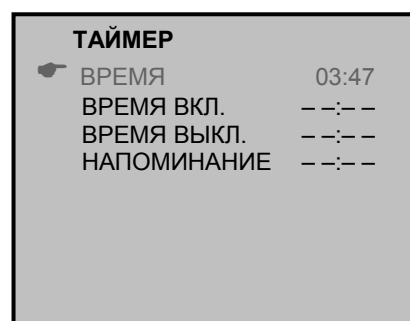 ТАЙМЕР
ВРЕМЯ 03:47
ВРЕМЯ ВКЛ. – –:– –
ВРЕМЯ ВЫКЛ. – –:– –
НАПОМИНАНИЕ – –:– –